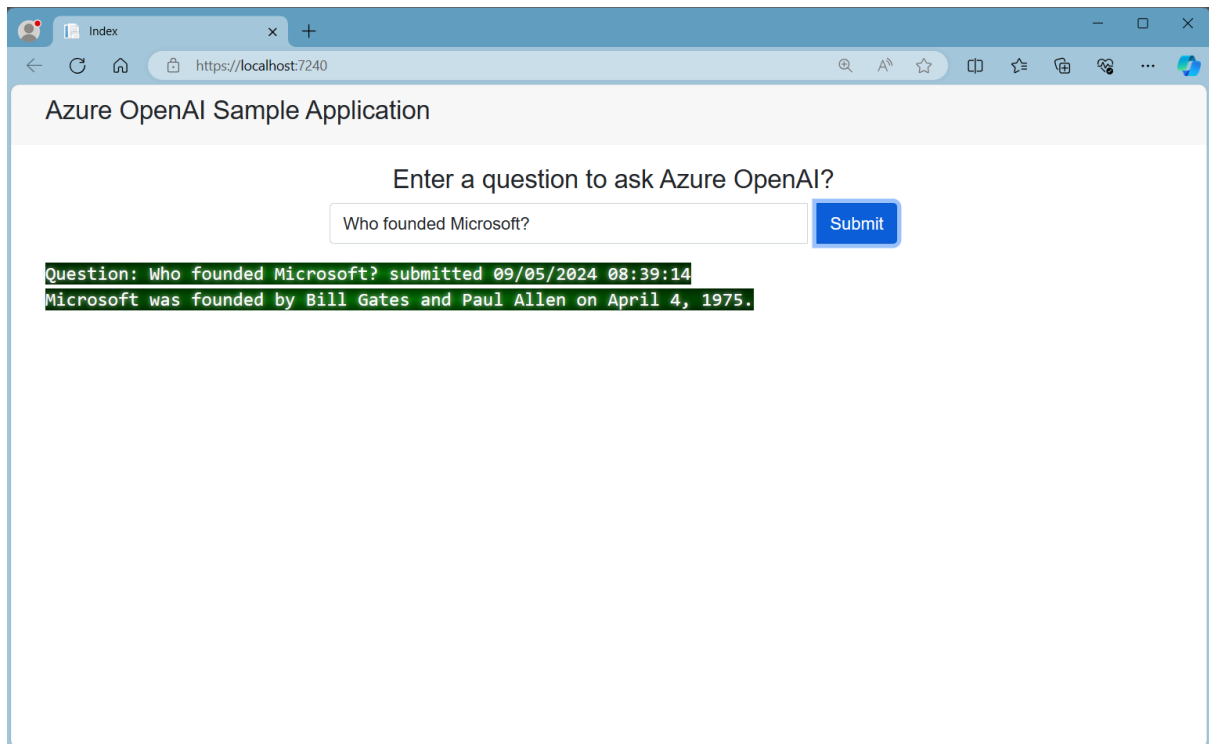 Index
https://localhost:7240
Azure OpenAI Sample Application
Enter a question to ask Azure OpenAI?
Who founded Microsoft?
Submit
Question: Who founded Microsoft? submitted 09/05/2024 08:39:14
Microsoft was founded by Bill Gates and Paul Allen on April 4, 1975.